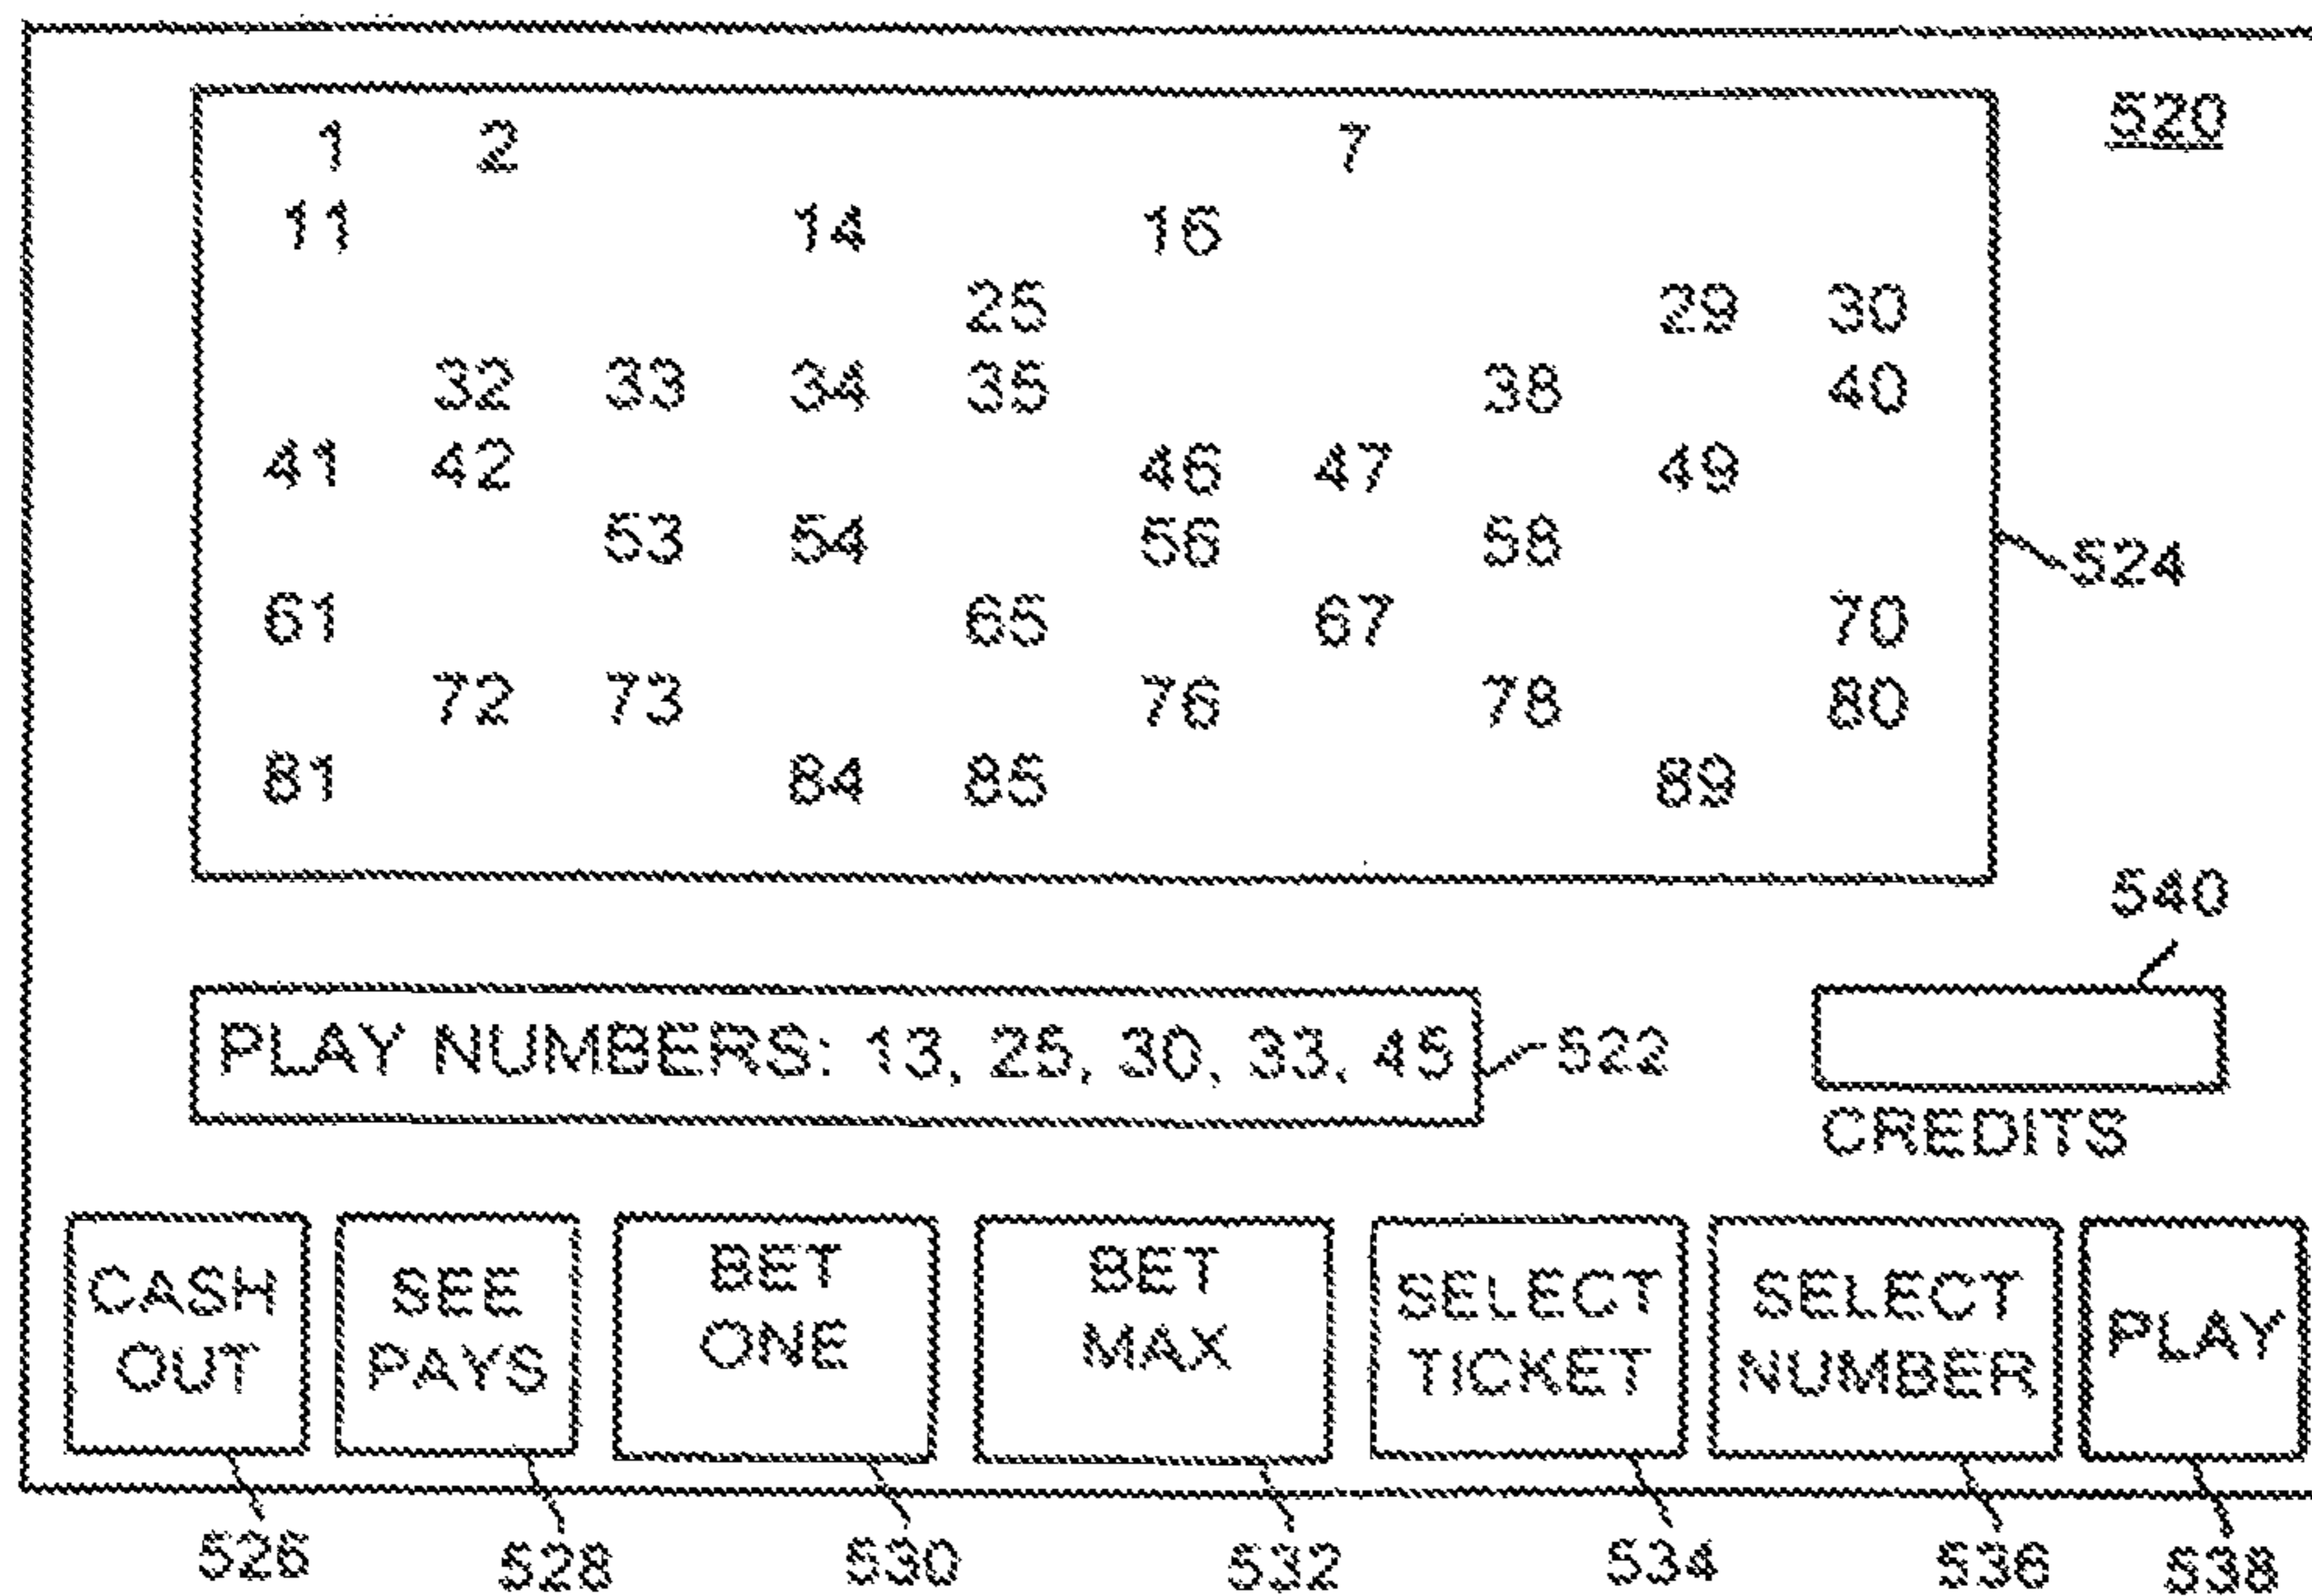 1 2 7 520
11 14 16
25 29 30
32 33 34 35 38 40
41 42 46 47 49
53 54 56 58
524
61 65 67 70
72 73 76 78 80
81 84 85 89
540
PLAY NUMBERS: 13, 25, 30, 33, 45 522
CREDITS
CASH OUT
SEE PAYS
BET ONE
BET MAX
SELECT TICKET
SELECT NUMBER
PLAY
526 528 530 532 534 536 538